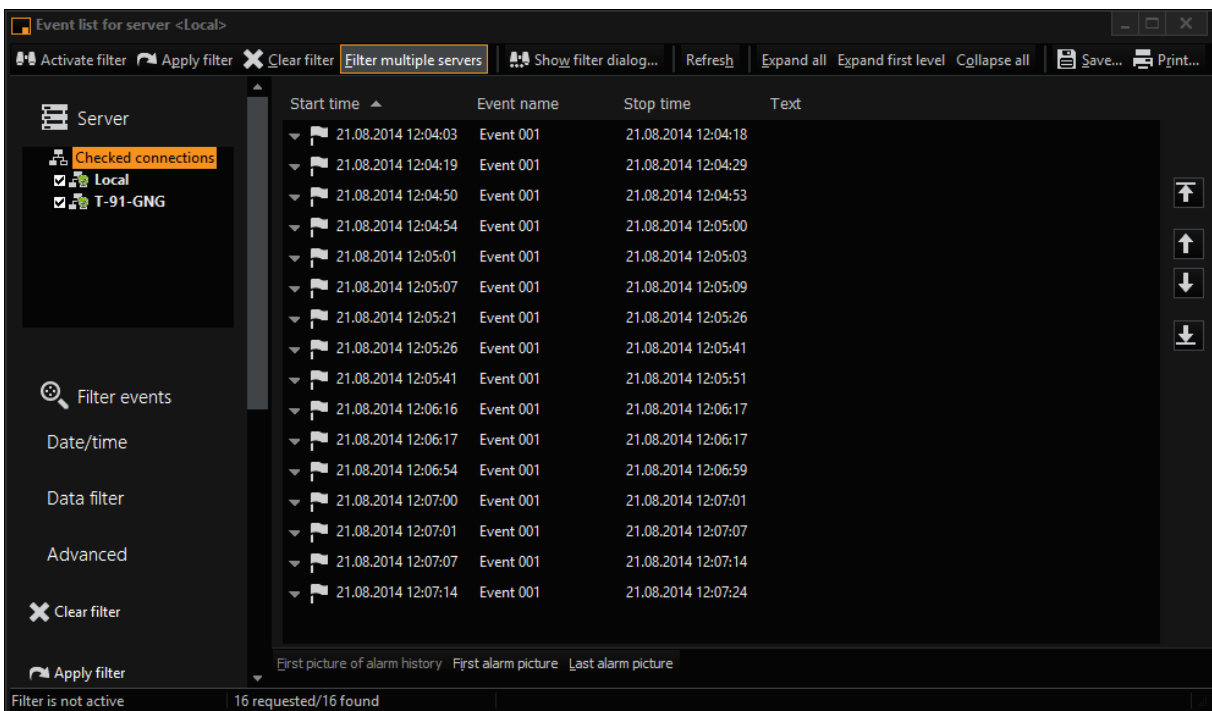 Event list for server <Local>
Activate filter Apply filter Clear filter Filter multiple servers Show filter dialog... Refresh Expand all Expand first level Collapse all Save... Print...
Server
Checked connections
Local
T-91-GNG
Filter events
Date/time
Data filter
Advanced
Clear filter
Apply filter
Start time Event name Stop time Text
21.08.2014 12:04:03 Event 001 21.08.2014 12:04:18
21.08.2014 12:04:19 Event 001 21.08.2014 12:04:29
21.08.2014 12:04:50 Event 001 21.08.2014 12:04:53
21.08.2014 12:04:54 Event 001 21.08.2014 12:05:00
21.08.2014 12:05:01 Event 001 21.08.2014 12:05:03
21.08.2014 12:05:07 Event 001 21.08.2014 12:05:09
21.08.2014 12:05:21 Event 001 21.08.2014 12:05:26
21.08.2014 12:05:26 Event 001 21.08.2014 12:05:41
21.08.2014 12:05:41 Event 001 21.08.2014 12:05:51
21.08.2014 12:06:16 Event 001 21.08.2014 12:06:17
21.08.2014 12:06:17 Event 001 21.08.2014 12:06:17
21.08.2014 12:06:54 Event 001 21.08.2014 12:06:59
21.08.2014 12:07:00 Event 001 21.08.2014 12:07:01
21.08.2014 12:07:01 Event 001 21.08.2014 12:07:07
21.08.2014 12:07:07 Event 001 21.08.2014 12:07:14
21.08.2014 12:07:14 Event 001 21.08.2014 12:07:24
First picture of alarm history First alarm picture Last alarm picture
Filter is not active 16 requested/16 found